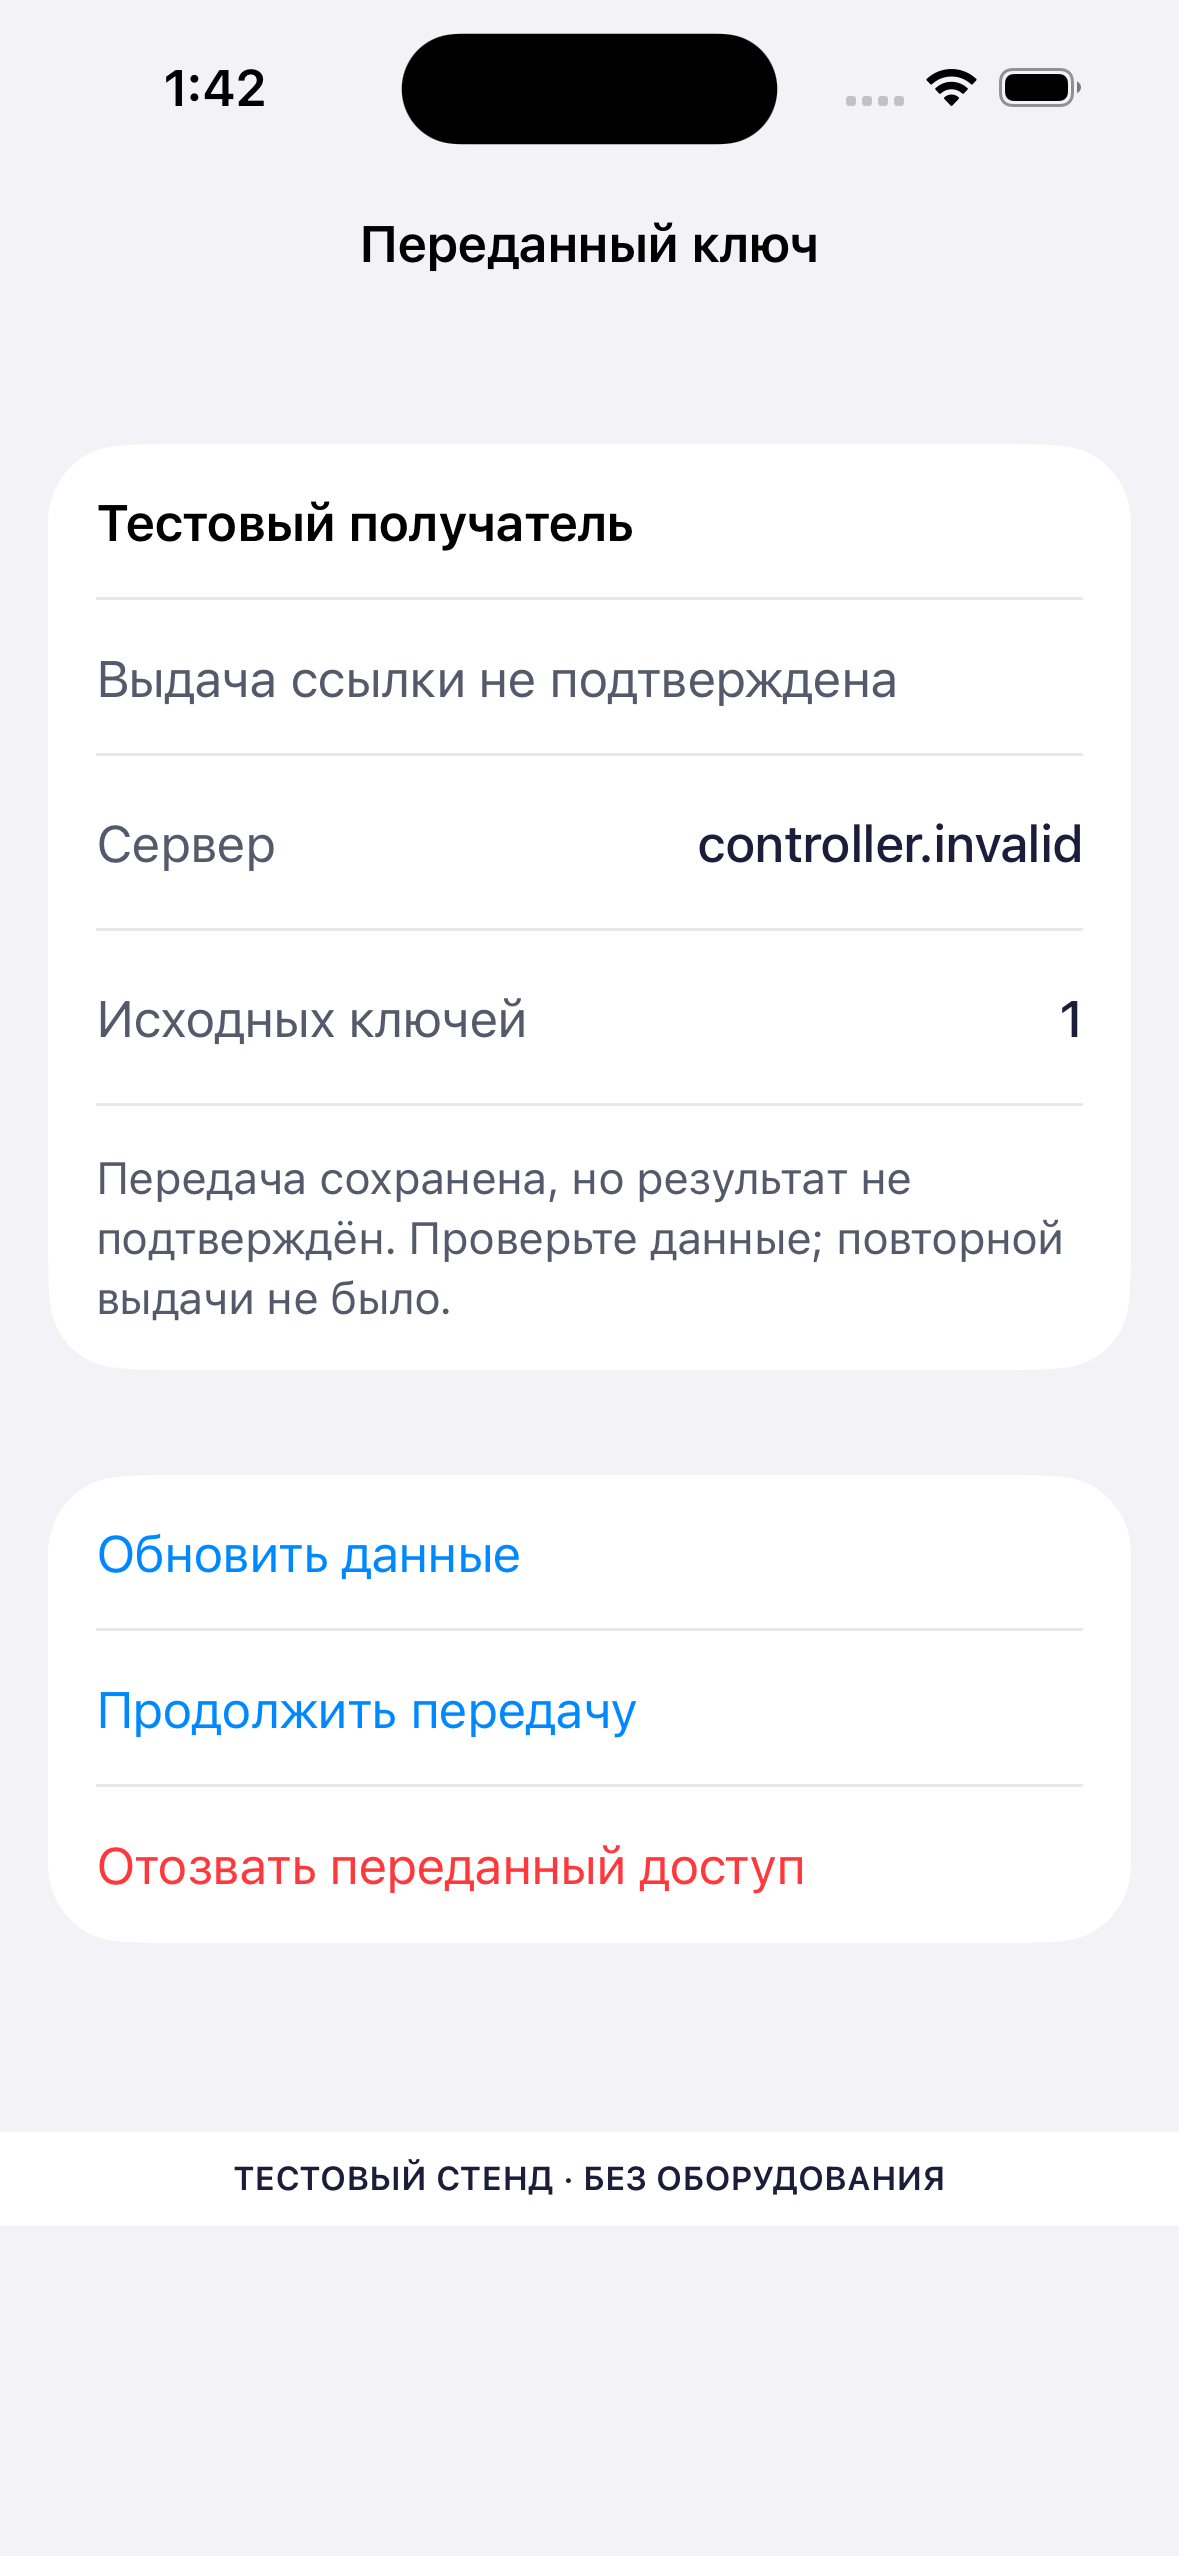 1:42
Переданный ключ
Тестовый получатель
Выдача ссылки не подтверждена
Сервер controller.invalid
Исходных ключей 1
Передача сохранена, но результат не
подтверждён. Проверьте данные; повторной
выдачи не было.
Обновить данные
Продолжить передачу
Отозвать переданный доступ
ТЕСТОВЫЙ СТЕНД · БЕЗ ОБОРУДОВАНИЯ